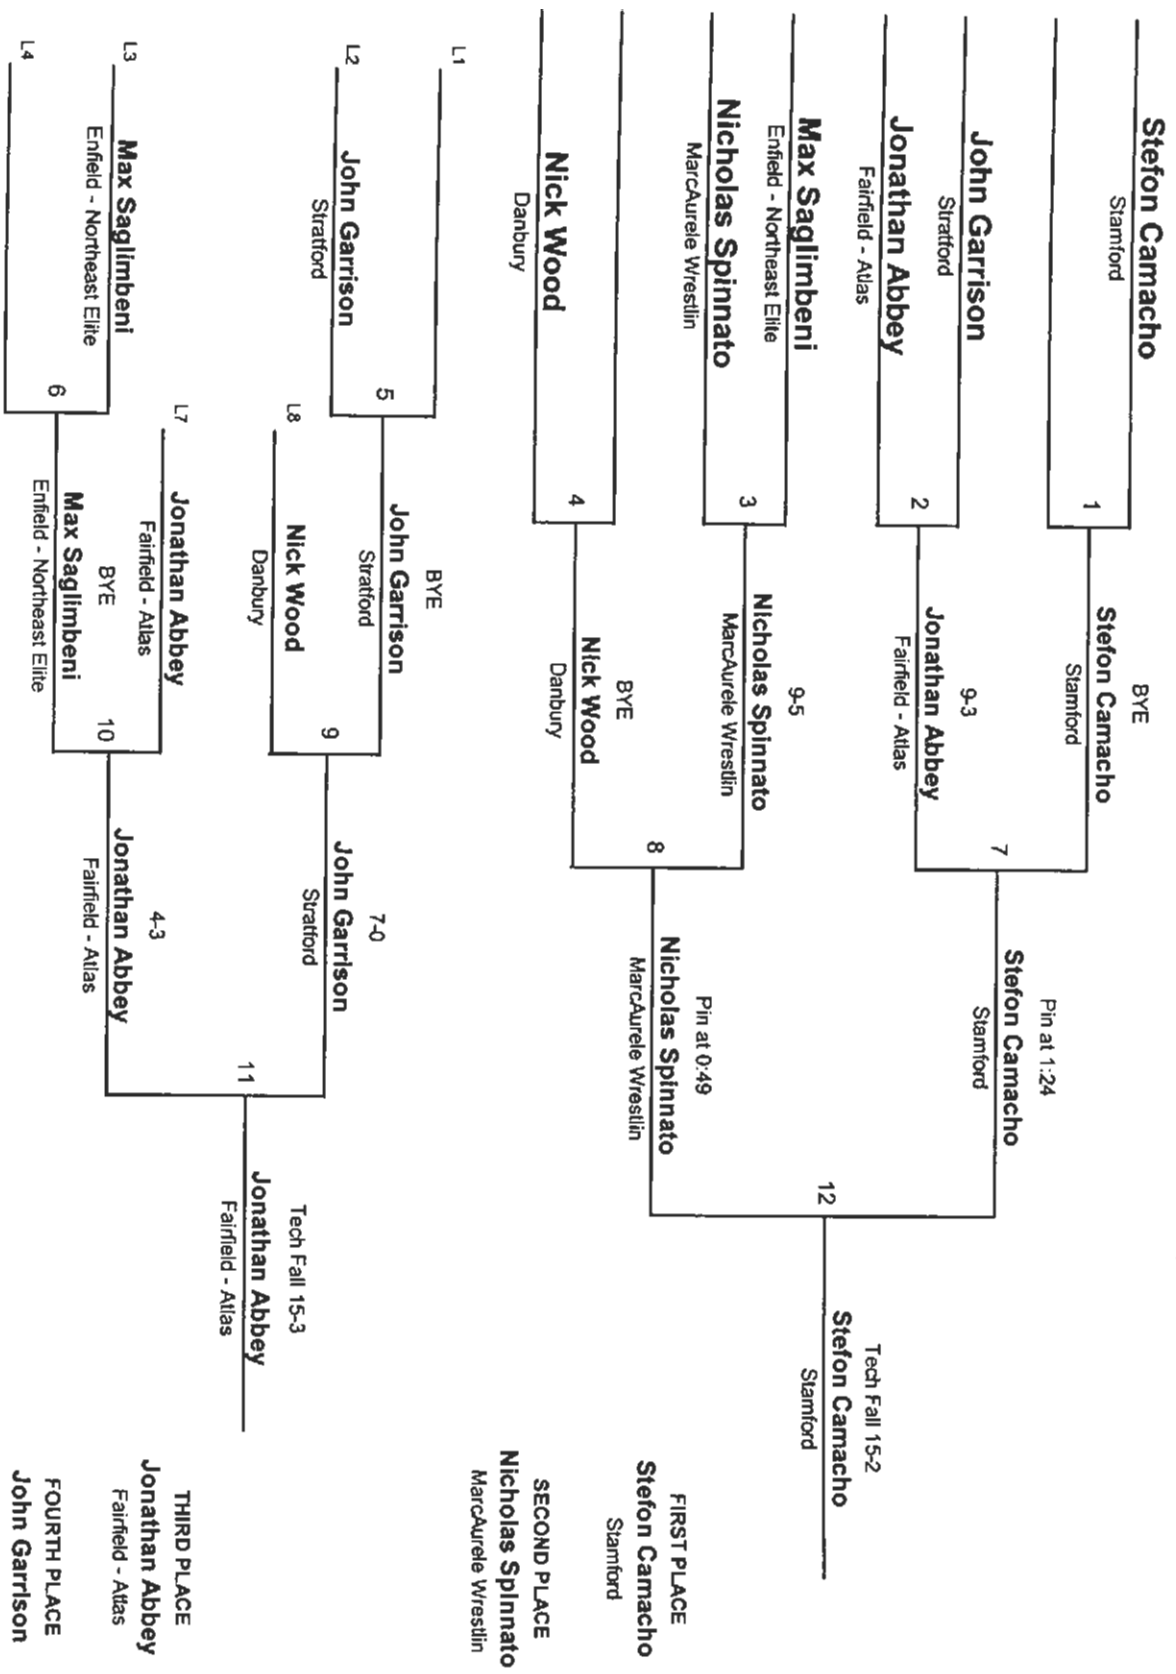 Stefon Camacho
Stamford
1
John Garrison
Stratford
Jonathan Abbey
Fairfield - Atlas
2
Max Saglimbeni
Enfield - Northeast Elite
Nicholas Spinnato
MarcAurele Wrestlin
3
Nick Wood
Danbury
4
BYE
Stefon Camacho
Stamford
9-3
Jonathan Abbey
Fairfield - Atlas
7
9-5
Nicholas Spinnato
MarcAurele Wrestlin
BYE
Nick Wood
Danbury
8
Pin at 1:24
Stefon Camacho
Stamford
Pin at 0:49
Nicholas Spinnato
MarcAurele Wrestlin
12
Tech Fall 15-2
Stefon Camacho
Stamford
L1
L2
John Garrison
Stratford
5
L3
Max Saglimbeni
Enfield - Northeast Elite
L4
6
BYE
John Garrison
Stratford
L8
Nick Wood
Danbury
9
L7
Jonathan Abbey
Fairfield - Atlas
BYE
Max Saglimbeni
Enfield - Northeast Elite
10
7-0
John Garrison
Stratford
4-3
Jonathan Abbey
Fairfield - Atlas
11
Tech Fall 15-3
Jonathan Abbey
Fairfield - Atlas
FIRST PLACE
Stefon Camacho
Stamford
SECOND PLACE
Nicholas Spinnato
MarcAurele Wrestlin
THIRD PLACE
Jonathan Abbey
Fairfield - Atlas
FOURTH PLACE
John Garrison